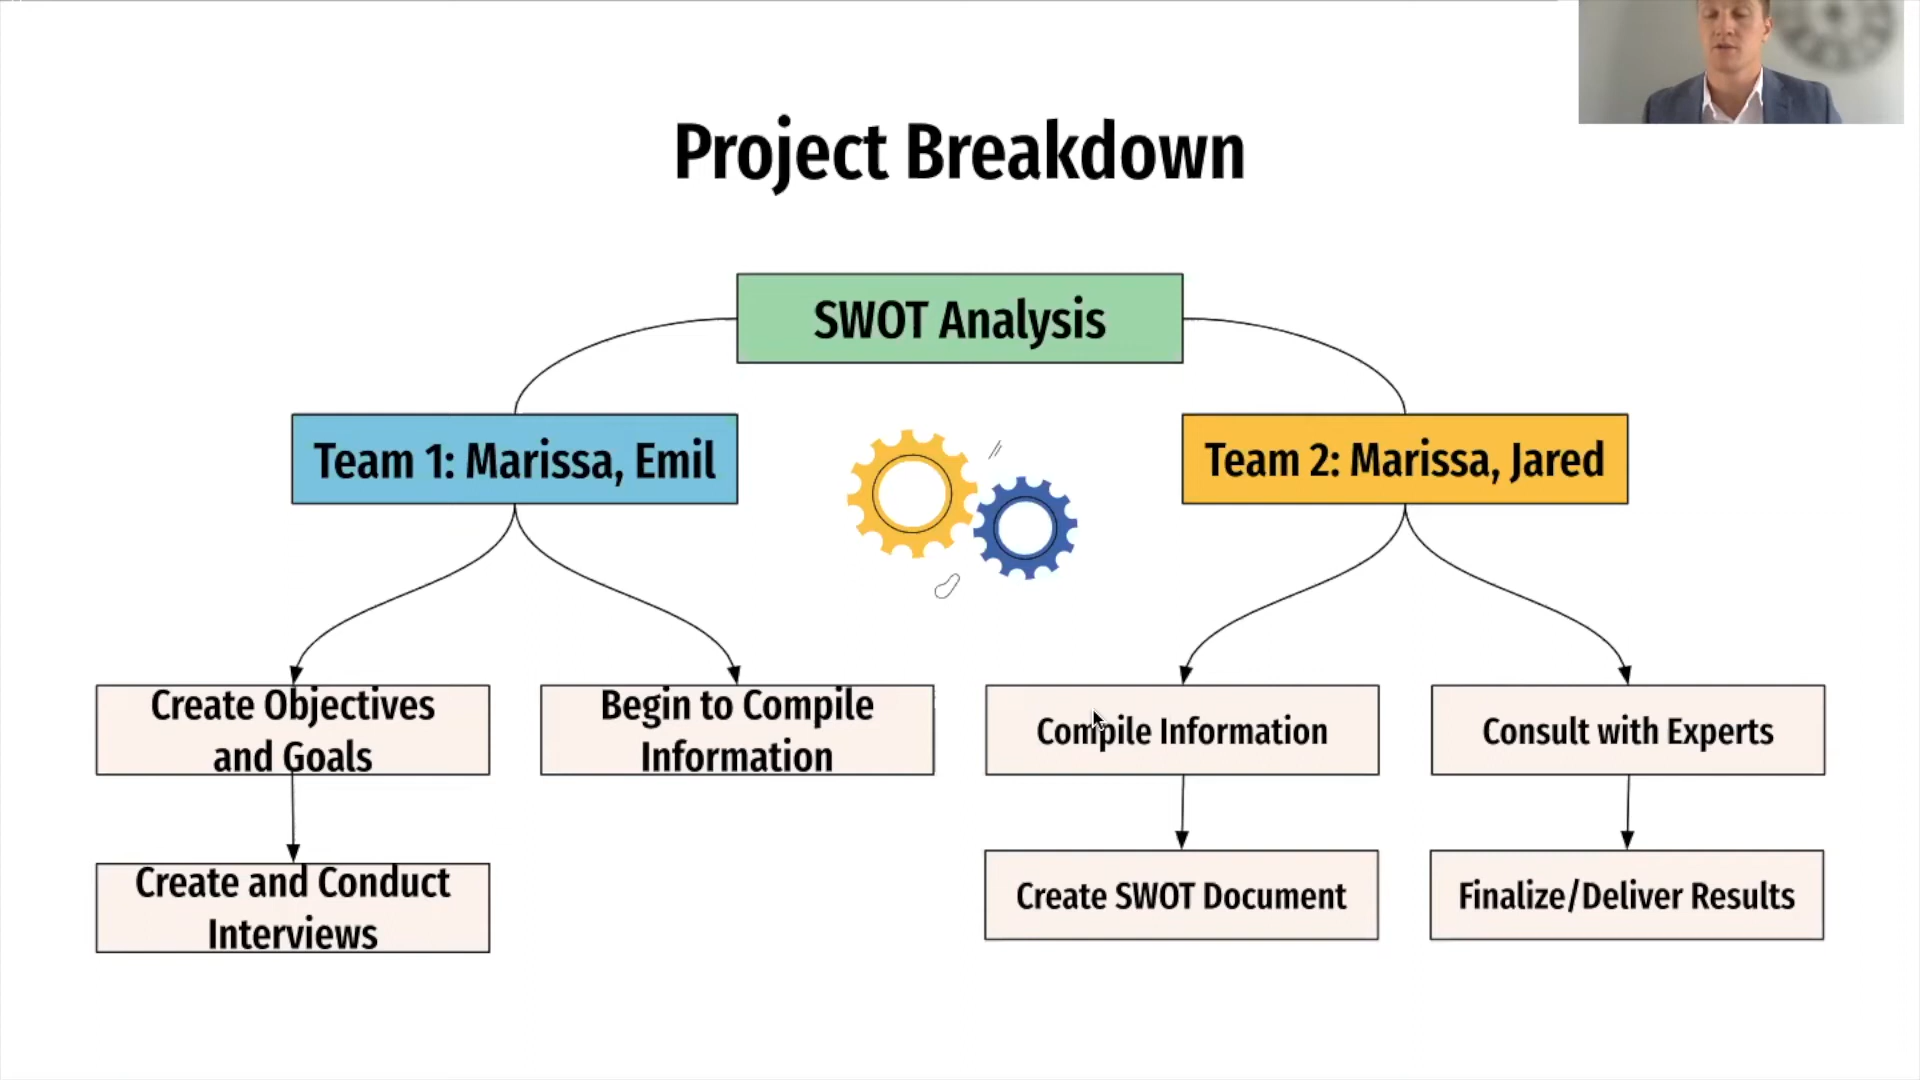 Project Breakdown
SWOT Analysis
Team 1: Marissa, Emil
Team 2: Marissa, Jared
Create Objectives
and Goals
Begin to Compile
Information
Compile Information
Consult with Experts
Create and Conduct
Interviews
Create SWOT Document
Finalize/Deliver Results